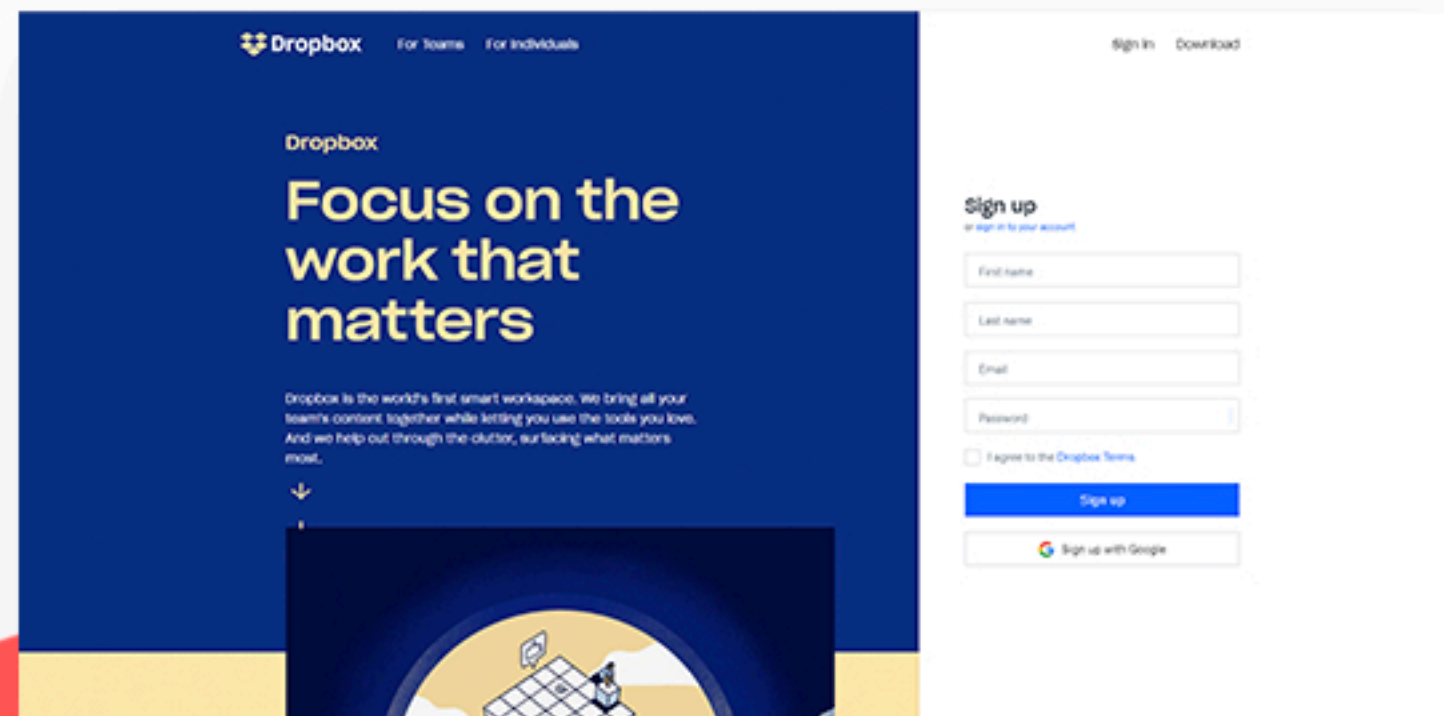 Dropbox For Teams For Individuals
Sign in Download
Dropbox
Focus on the
work that
matters
Dropbox is the world's first smart workspace. We bring all your
team's content together while letting you use the tools you love.
And we help cut through the clutter, surfacing what matters
most.
Sign up
or sign in to your account
First name
Last name
Email
Password
I agree to the Dropbox Terms
Sign up
Sign up with Google